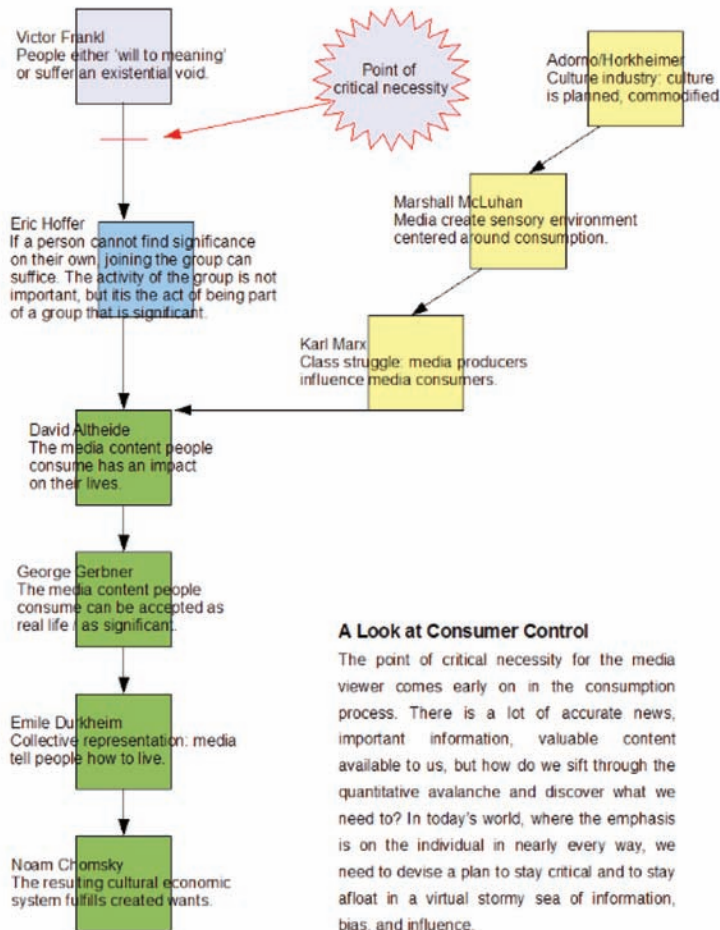 Victor Frankl
People either 'will to meaning'
or suffer an existential void.
Point of
critical necessity
Adorno/Horkheimer
Culture industry: culture
is planned, commodified
Marshall McLuhan
Media create sensory environment
centered around consumption.
Eric Hoffer
If a person cannot find significance
on their own, joining the group can
suffice. The activity of the group is not
important, but itis the act of being part
of a group that is significant.
Karl Marx
Class struggle: media producers
influence media consumers.
David Altheide
The media content people
consume has an impact
on their lives.
George Gerbner
The media content people
consume can be accepted as
real life / as significant.
Emile Durkheim
Collective representation: media
tell people how to live.
Noam Chomsky
The resulting cultural economic
system fulfills created wants.
A Look at Consumer Control
The point of critical necessity for the media
viewer comes early on in the consumption
process. There is a lot of accurate news,
important information, valuable content
available to us, but how do we sift through the
quantitative avalanche and discover what we
need to? In today's world, where the emphasis
is on the individual in nearly every way, we
need to devise a plan to stay critical and to stay
afloat in a virtual stormy sea of information,
bias, and influence.